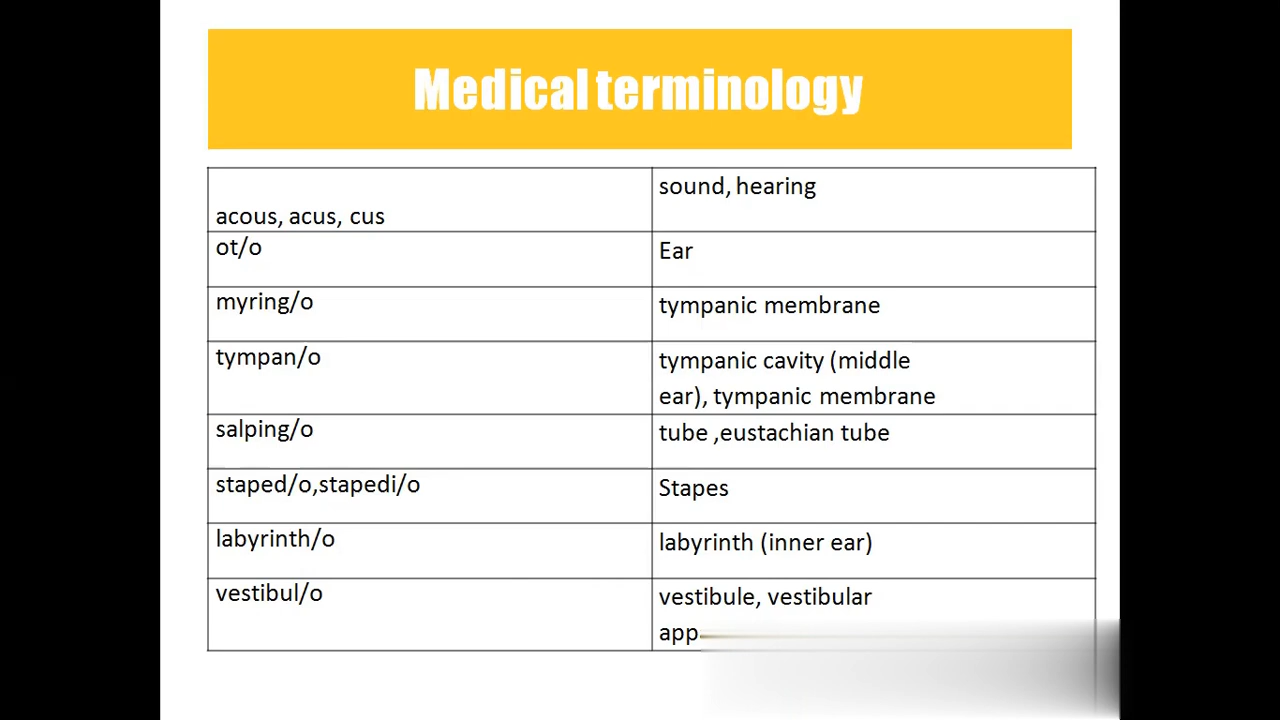 Medical terminology
acous, acus, cus
sound, hearing
ot/o
Ear
myring/o
tympanic membrane
tympan/o
tympanic cavity (middle
ear), tympanic membrane
salping/o
tube ,eustachian tube
staped/o,stapedi/o
Stapes
labyrinth/o
labyrinth (inner ear)
vestibul/o
vestibule, vestibular